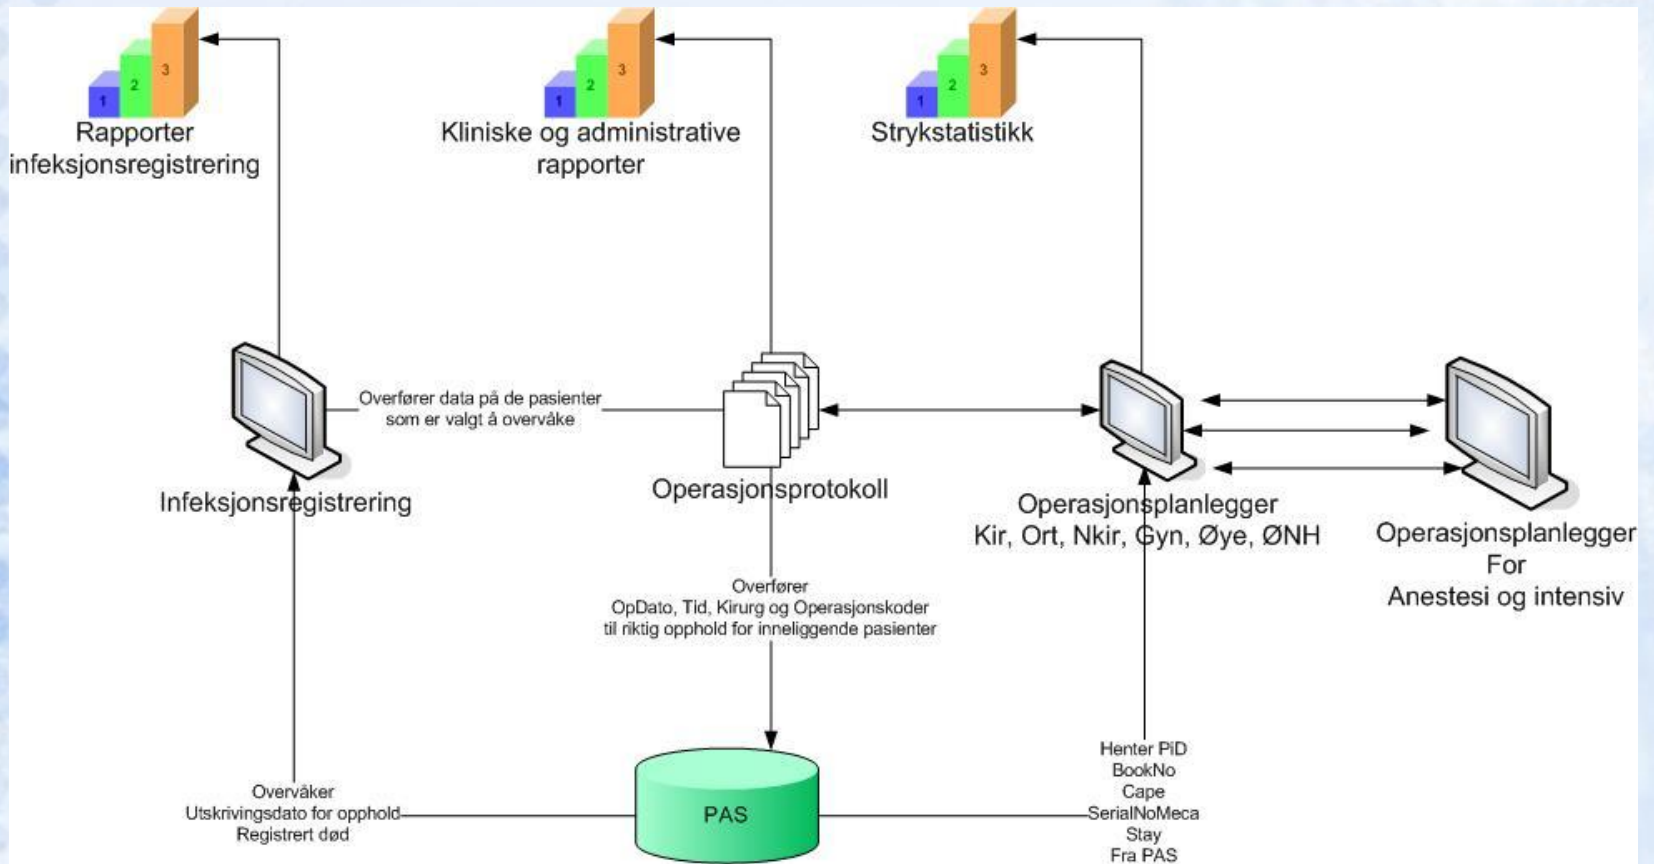 1
2
3
Rapporter
infeksjonsregistrering
1
2
3
Kliniske og administrative
rapporter
1
2
3
Strykstatistikk
Overfører data på de pasienter
som er valgt å overvåke
Infeksjonsregistrering
Operasjonsprotokoll
Operasjonsplanlegger
Kir, Ort, Nkir, Gyn, Øye, ØNH
Operasjonsplanlegger
For
Anestesi og intensiv
Overfører
OpDato, Tid, Kirurg og Operasjonskoder
til riktig opphold for inneliggende pasienter
Overvåker
Utskrivingsdato for opphold
Registrert død
PAS
Henter PiD
BookNo
Cape
SerialNoMeca
Stay
Fra PAS